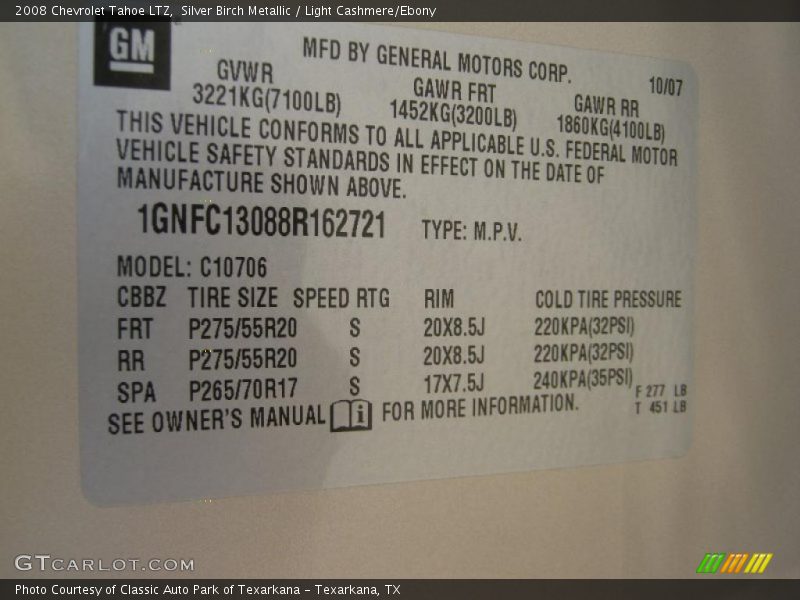 2008 Chevrolet Tahoe LTZ, Silver Birch Metallic / Light Cashmere/Ebony
GM
MFD BY GENERAL MOTORS CORP.
10/07
GVWR GAWR FRT GAWR RR
3221KG(7100LB) 1452KG(3200LB) 1860KG(4100LB)
THIS VEHICLE CONFORMS TO ALL APPLICABLE U.S. FEDERAL MOTOR
VEHICLE SAFETY STANDARDS IN EFFECT ON THE DATE OF
MANUFACTURE SHOWN ABOVE.
1GNFC13088R162721 TYPE: M.P.V.
MODEL: C10706
CBBZ TIRE SIZE SPEED RTG RIM COLD TIRE PRESSURE
FRT P275/55R20 S 20X8.5J 220KPA(32PSI)
RR P275/55R20 S 20X8.5J 220KPA(32PSI)
SPA P265/70R17 S 17X7.5J 240KPA(35PSI)
F 277 LB
T 451 LB
SEE OWNER'S MANUAL i FOR MORE INFORMATION.
GTCARLOT.COM
Photo Courtesy of Classic Auto Park of Texarkana - Texarkana, TX